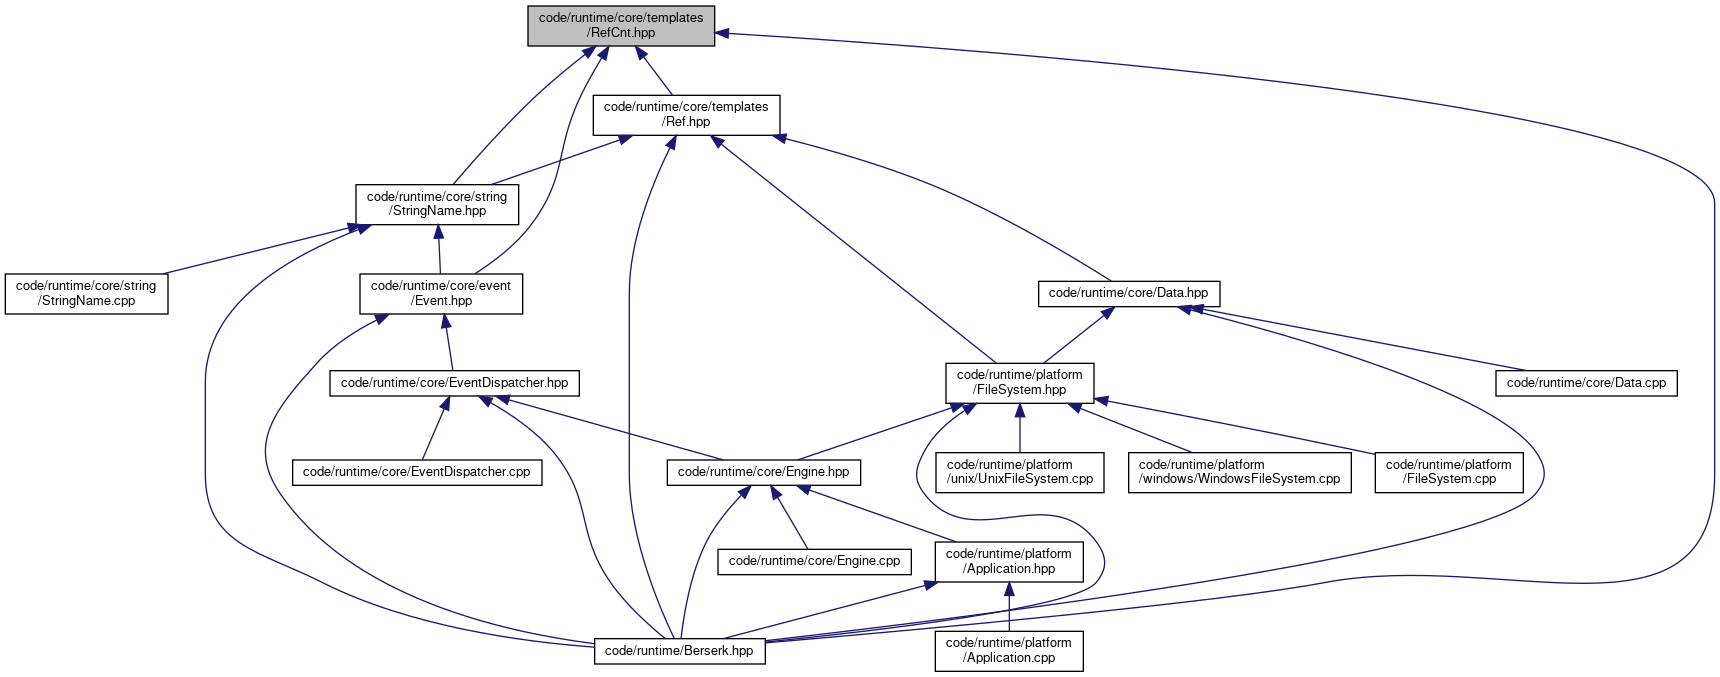 code/runtime/core/templates
/RefCnt.hpp
code/runtime/core/templates
/Ref.hpp
code/runtime/core/string
/StringName.hpp
code/runtime/core/string
/StringName.cpp
code/runtime/core/event
/Event.hpp
code/runtime/core/Data.hpp
code/runtime/core/EventDispatcher.hpp
code/runtime/platform
/FileSystem.hpp
code/runtime/core/Data.cpp
code/runtime/core/EventDispatcher.cpp
code/runtime/core/Engine.hpp
code/runtime/platform
/unix/UnixFileSystem.cpp
code/runtime/platform
/windows/WindowsFileSystem.cpp
code/runtime/platform
/FileSystem.cpp
code/runtime/core/Engine.cpp
code/runtime/platform
/Application.hpp
code/runtime/Berserk.hpp
code/runtime/platform
/Application.cpp